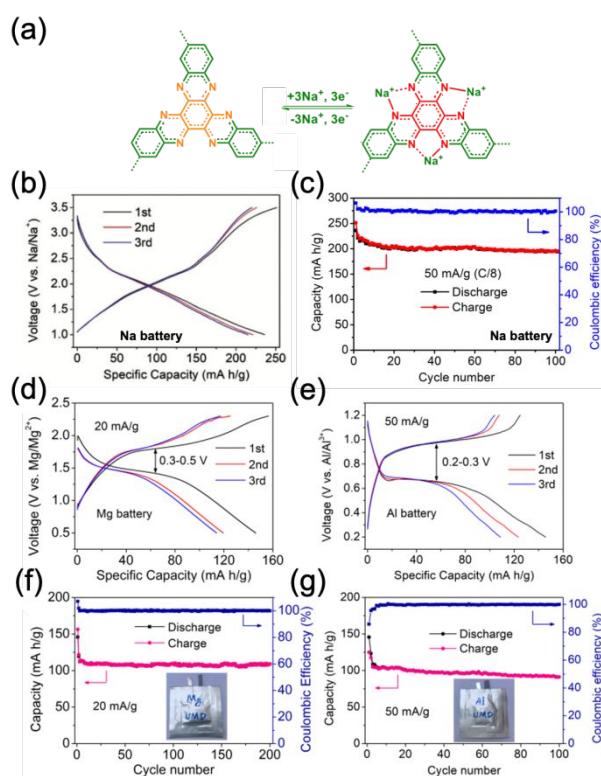 (a)
N N
N N
N N
+3Na⁺, 3e⁻
-3Na⁺, 3e⁻
Na⁺
Na⁺
Na⁺
N N
N N
N N
(b)
Voltage (V vs. Na/Na⁺)
4.0
3.5
3.0
2.5
2.0
1.5
1.0
1st
2nd
3rd
Na battery
0 50 100 150 200 250
Specific Capacity (mA h/g)
(c)
Capacity (mA h/g)
300
250
200
150
100
50
0
50 mA/g (C/8)
Discharge
Charge
Na battery
100
80
60
40
20
0
Coulombic efficiency (%)
0 20 40 60 80 100
Cycle number
(d)
Voltage (V vs. Mg/Mg²⁺)
2.5
2.0
1.5
1.0
0.5
20 mA/g
1st
2nd
3rd
0.3-0.5 V
Mg battery
0 40 80 120 160
Specific Capacity (mA h/g)
(e)
Voltage (V vs. Al/Al³⁺)
1.2
1.0
0.8
0.6
0.4
0.2
50 mA/g
1st
2nd
3rd
0.2-0.3 V
Al battery
0 40 80 120 160
Specific Capacity (mA h/g)
(f)
Capacity (mA h/g)
200
150
100
50
0
Discharge
Charge
20 mA/g
Mg
UMD
100
80
60
40
20
0
Coulombic Efficiency (%)
0 50 100 150 200
Cycle number
(g)
Capacity (mA h/g)
200
150
100
50
0
Discharge
Charge
50 mA/g
Al
UMD
100
80
60
40
20
0
Coulombic Efficiency (%)
0 20 40 60 80 100
Cycle number